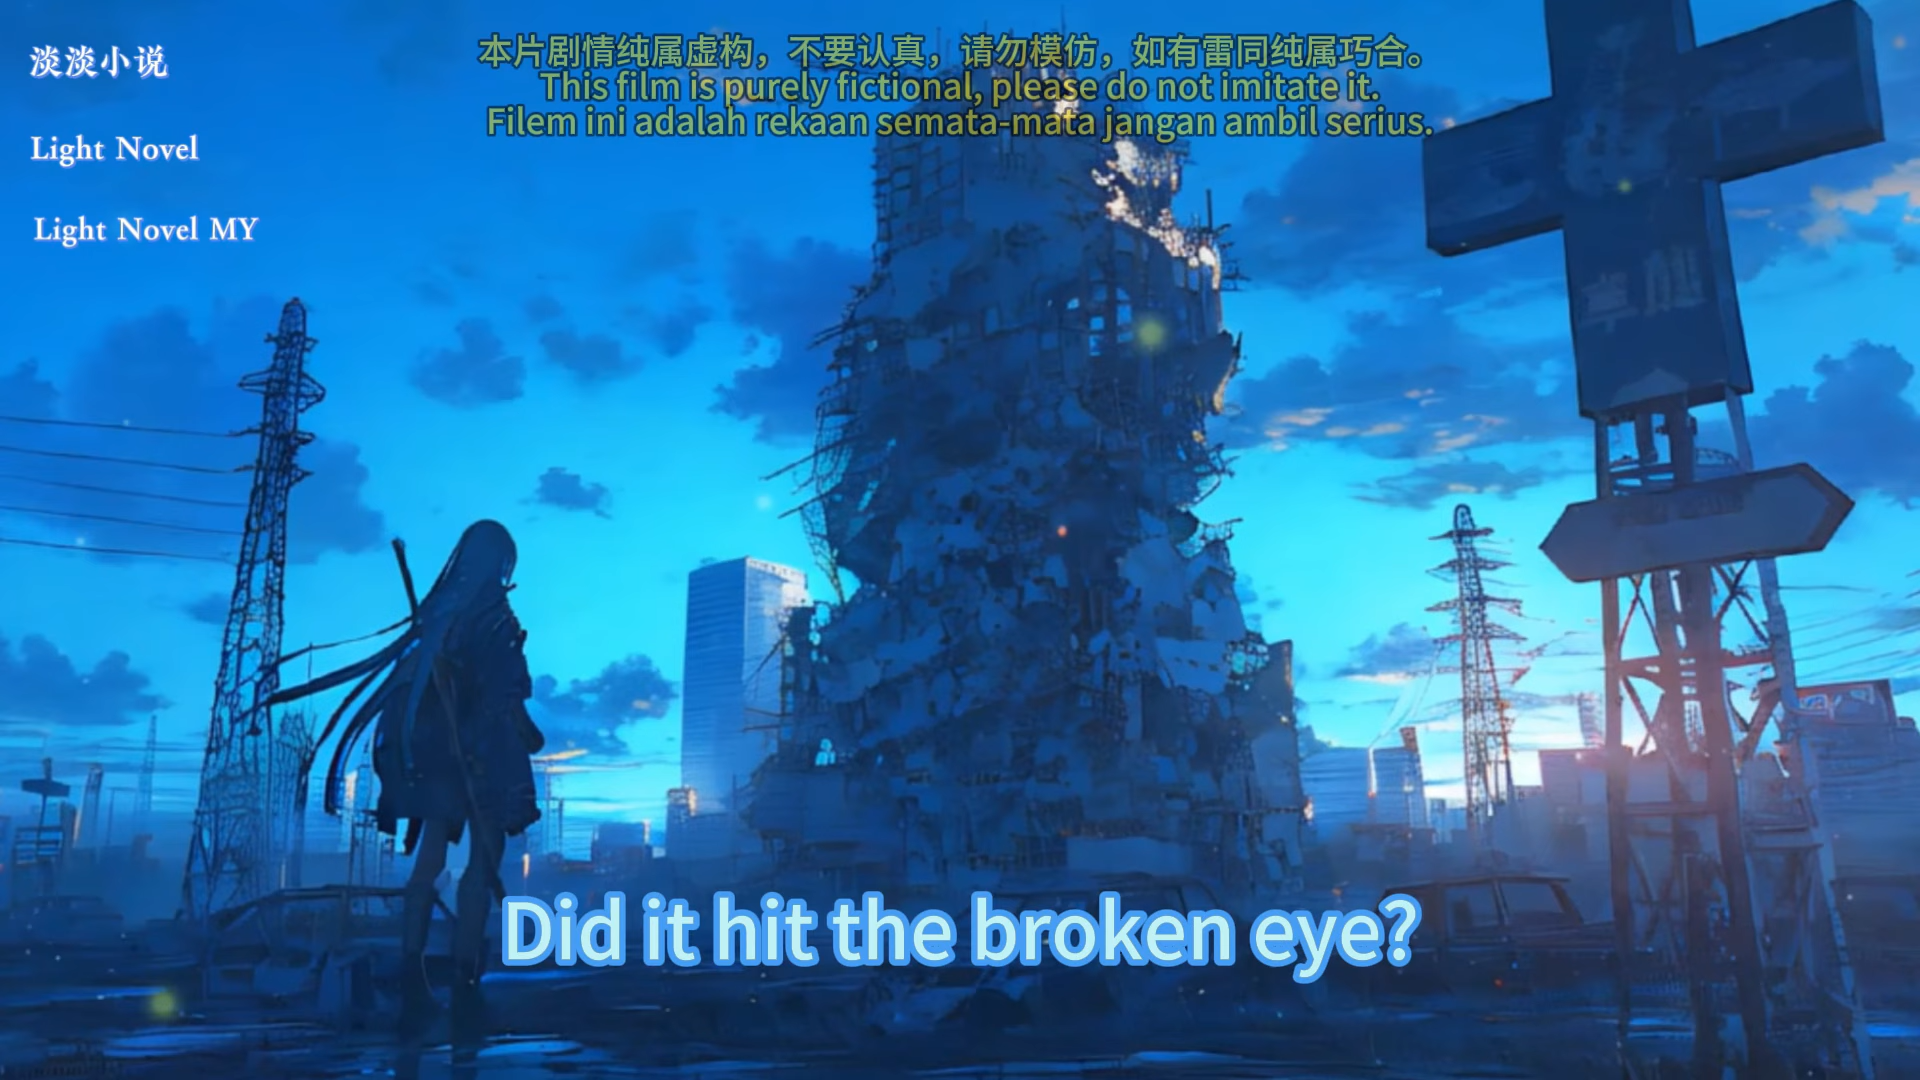 淡淡小说
Light Novel
Light Novel MY
本片剧情纯属虚构，不要认真，请勿模仿，如有雷同纯属巧合。
This film is purely fictional, please do not imitate it.
Filem ini adalah rekaan semata-mata jangan ambil serius.
Did it hit the broken eye?